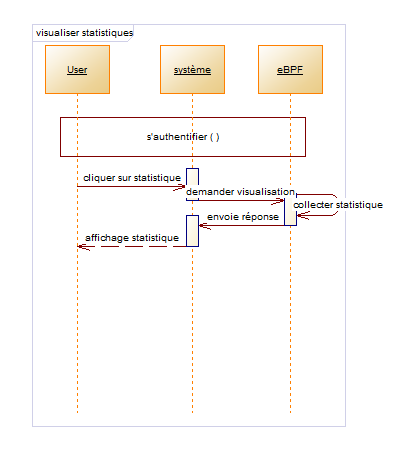 visualiser statistiques
User
système
eBPF
s'authentifier ( )
cliquer sur statistique
demander visualisation
collecter statistique
envoie réponse
affichage statistique